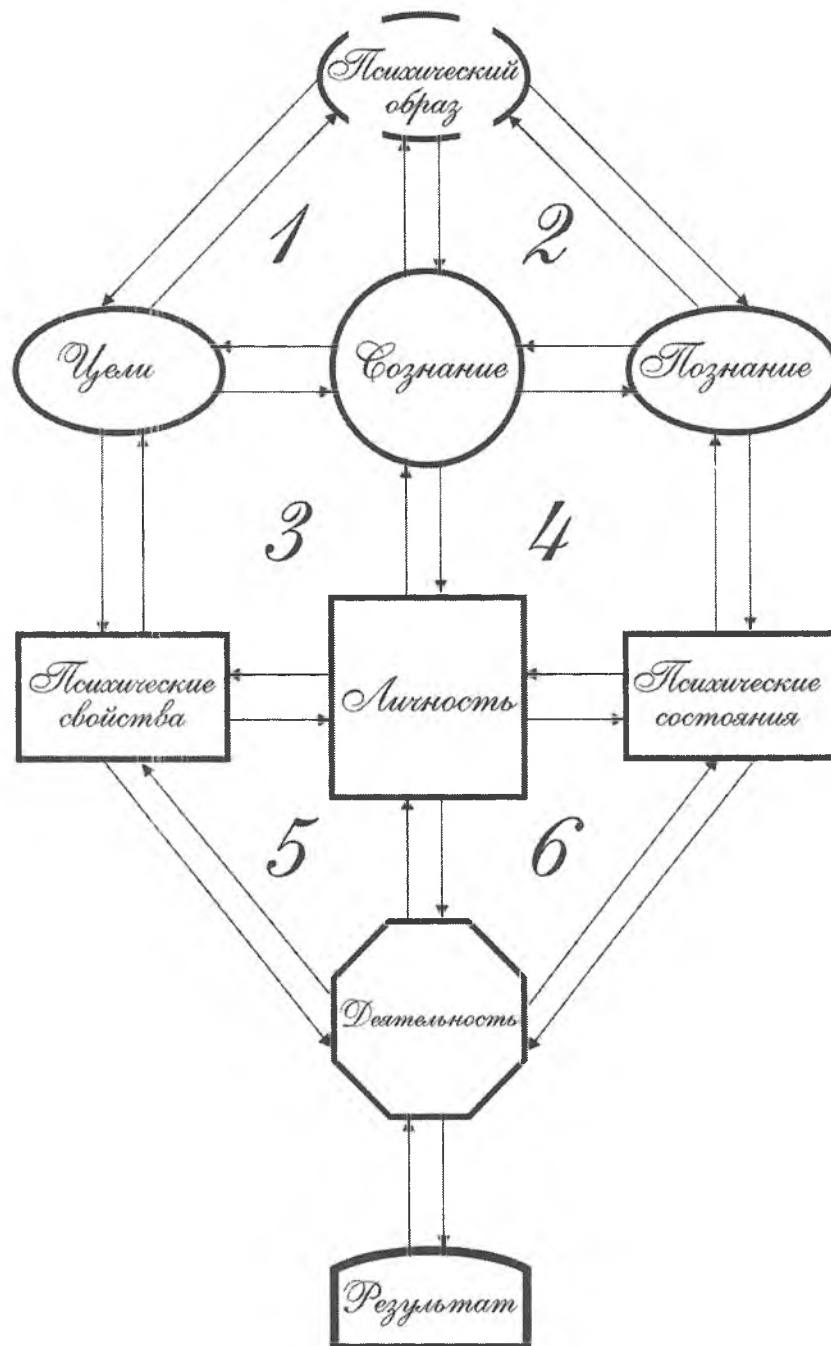 Психический
образ
1
2
Цели
Сознание
Познание
3
4
Психические
свойства
Личность
Психические
состояния
5
6
Деятельность
Результат